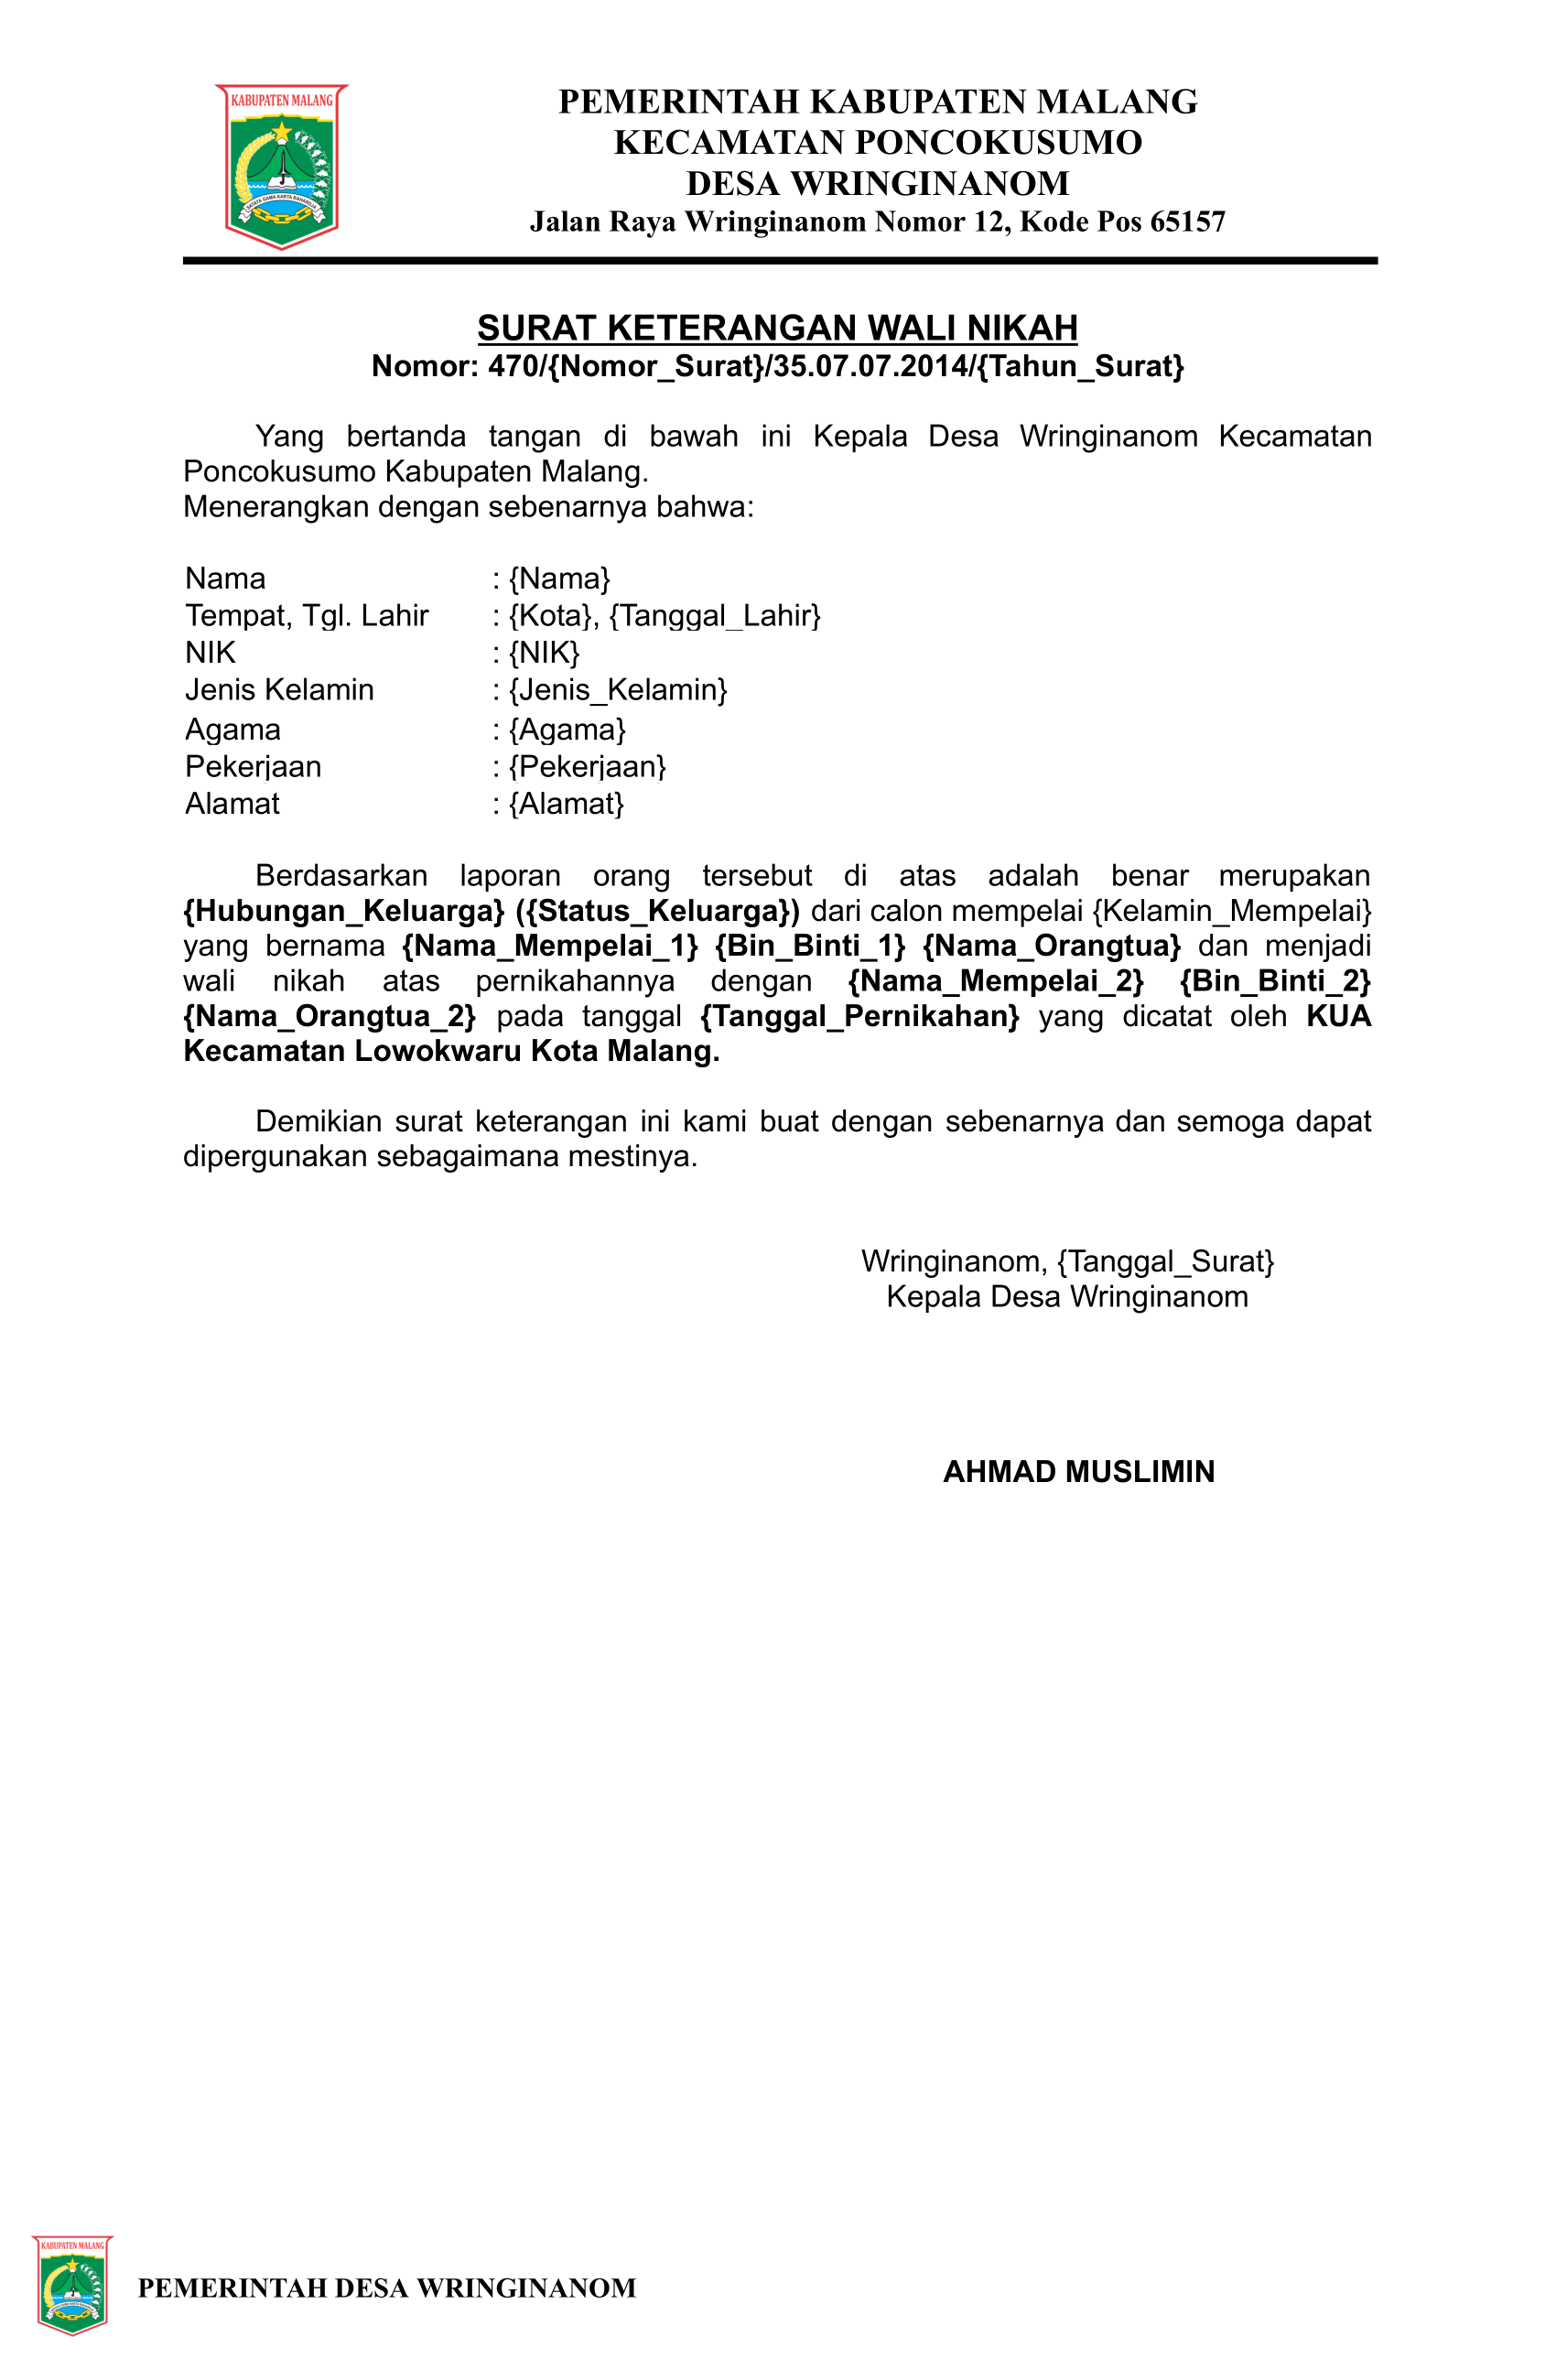 KABUPATEN MALANG
SATATA GAMA KARTA RAHARDJA
PEMERINTAH KABUPATEN MALANG
KECAMATAN PONCOKUSUMO
DESA WRINGINANOM
Jalan Raya Wringinanom Nomor 12, Kode Pos 65157
SURAT KETERANGAN WALI NIKAH
Nomor: 470/{Nomor_Surat}/35.07.07.2014/{Tahun_Surat}
Yang bertanda tangan di bawah ini Kepala Desa Wringinanom Kecamatan
Poncokusumo Kabupaten Malang.
Menerangkan dengan sebenarnya bahwa:
Nama : {Nama}
Tempat, Tgl. Lahir : {Kota}, {Tanggal_Lahir}
NIK : {NIK}
Jenis Kelamin : {Jenis_Kelamin}
Agama : {Agama}
Pekerjaan : {Pekerjaan}
Alamat : {Alamat}
Berdasarkan laporan orang tersebut di atas adalah benar merupakan
{Hubungan_Keluarga} ({Status_Keluarga}) dari calon mempelai {Kelamin_Mempelai}
yang bernama {Nama_Mempelai_1} {Bin_Binti_1} {Nama_Orangtua} dan menjadi
wali nikah atas pernikahannya dengan {Nama_Mempelai_2} {Bin_Binti_2}
{Nama_Orangtua_2} pada tanggal {Tanggal_Pernikahan} yang dicatat oleh KUA
Kecamatan Lowokwaru Kota Malang.
Demikian surat keterangan ini kami buat dengan sebenarnya dan semoga dapat
dipergunakan sebagaimana mestinya.
Wringinanom, {Tanggal_Surat}
Kepala Desa Wringinanom
AHMAD MUSLIMIN
KABUPATEN MALANG
PEMERINTAH DESA WRINGINANOM